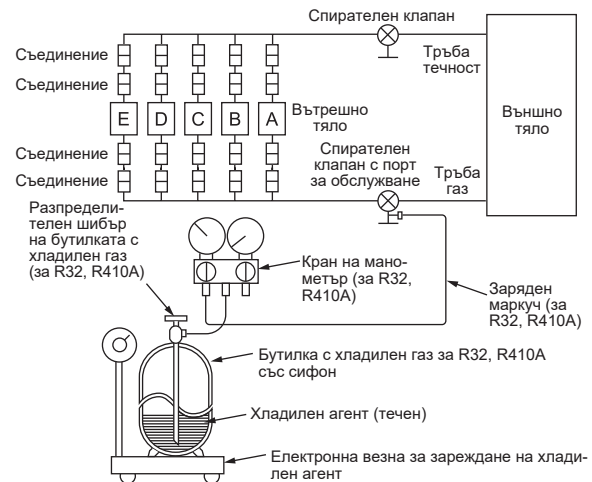 Спирателен клапан
Съединение
Тръба
течност
Съединение
E D C B A
Вътрешно
тяло
Външно
тяло
Съединение
Спирателен
клапан с порт
за обслужване
Тръба
газ
Съединение
Разпредели-
телен шибър
на бутилката с
хладилен газ
(за R32, R410A)
Кран на мано-
метър (за R32,
R410A)
Заряден
маркуч (за
R32, R410A)
Бутилка с хладилен газ за R32, R410A
със сифон
Хладилен агент (течен)
Електронна везна за зареждане на хлади-
лен агент